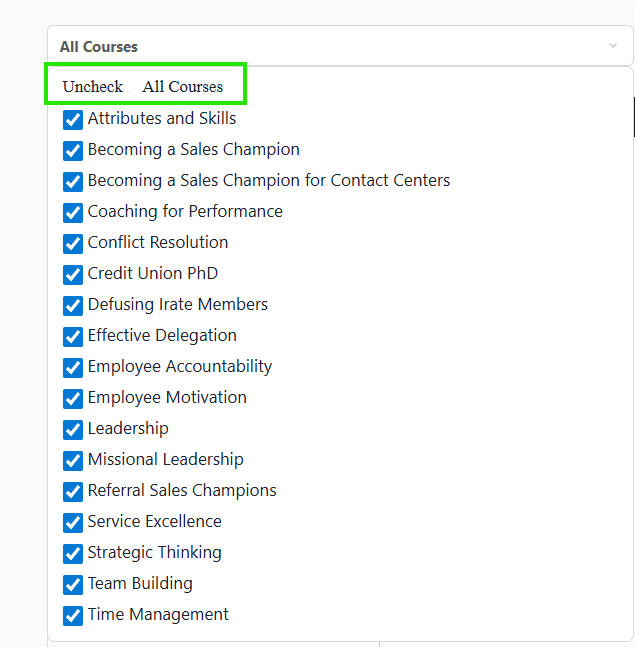 All Courses
Uncheck All Courses
Attributes and Skills
Becoming a Sales Champion
Becoming a Sales Champion for Contact Centers
Coaching for Performance
Conflict Resolution
Credit Union PhD
Defusing Irate Members
Effective Delegation
Employee Accountability
Employee Motivation
Leadership
Missional Leadership
Referral Sales Champions
Service Excellence
Strategic Thinking
Team Building
Time Management